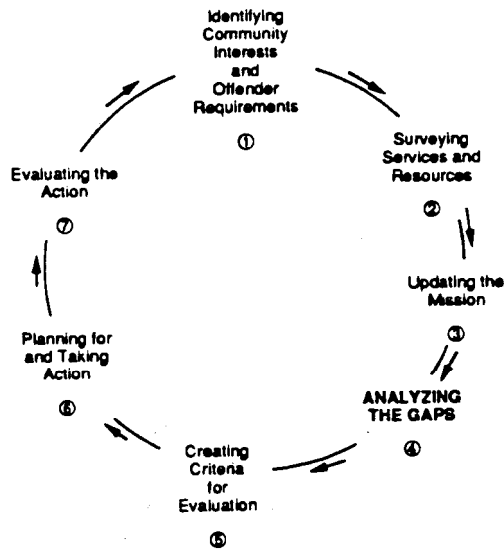 Identifying
Community
Interests
and
Offender
Requirements
①
Surveying
Services and
Resources
②
Updating the
Mission
③
ANALYZING
THE GAPS
④
Creating
Criteria
for
Evaluation
⑤
Planning for
and Taking
Action
⑥
Evaluating the
Action
⑦